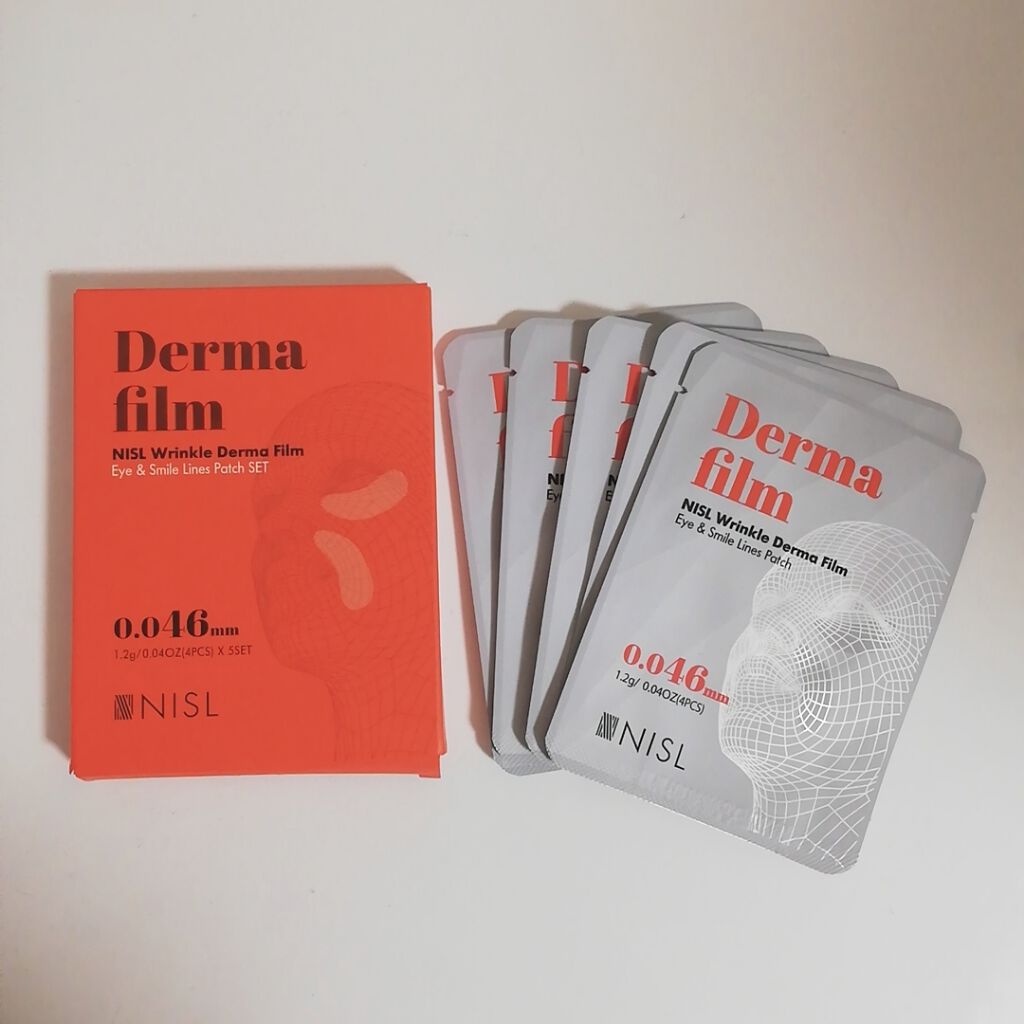 Derma
film
NISL Wrinkle Derma Film
Eye & Smile Lines Patch SET
0.046mm
1.2g/0.04OZ(4PCS) X 5SET
NISL
Derma
film
NISL Wrinkle Derma Film
Eye & Smile Lines Patch
0.046mm
1.2g/ 0.04OZ(4PCS)
NISL